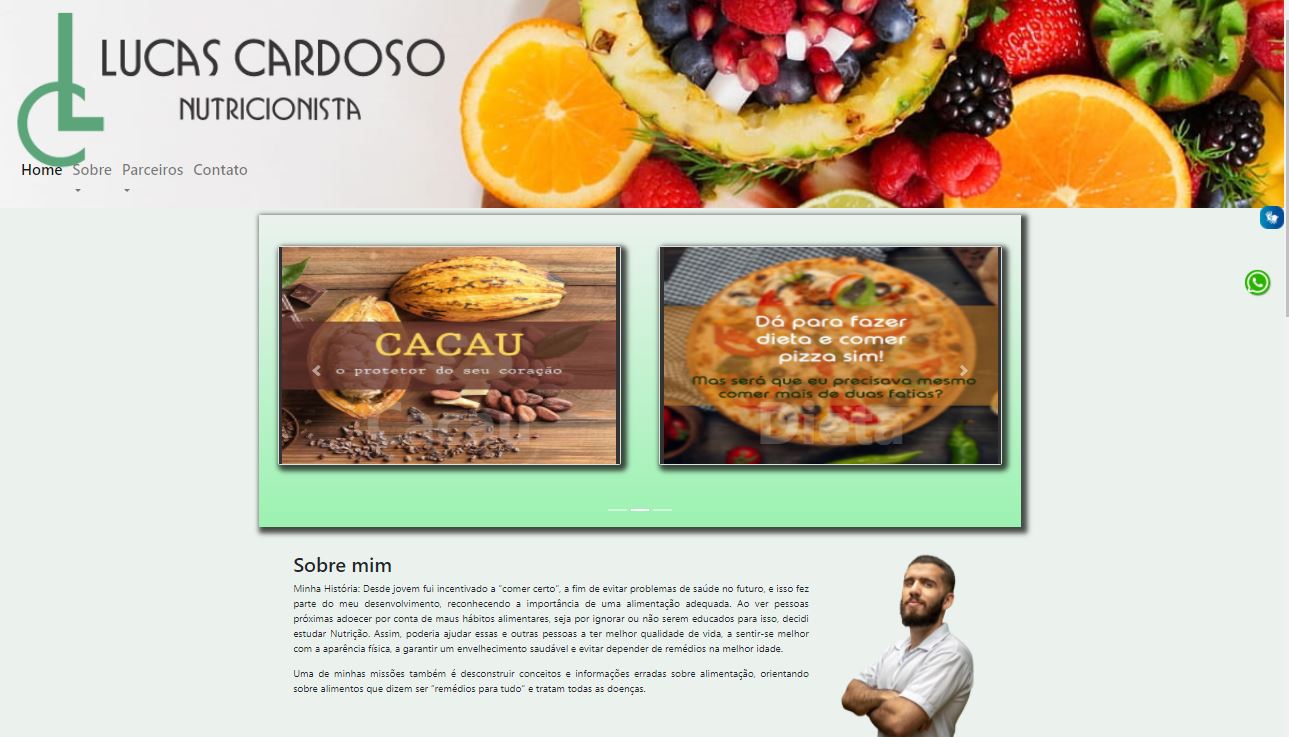 LUCAS CARDOSO
NUTRICIONISTA
Home Sobre Parceiros Contato
CACAU
o protetor do seu coração
Cacau
Dá para fazer
dieta e comer
pizza sim!
Mas será que eu precisava mesmo
comer mais de duas fatias?
Dieta
Sobre mim
Minha História: Desde jovem fui incentivado a "comer certo", a fim de evitar problemas de saúde no futuro, e isso fez
parte do meu desenvolvimento, reconhecendo a importância de uma alimentação adequada. Ao ver pessoas
próximas adoecer por conta de maus hábitos alimentares, seja por ignorar ou não serem educados para isso, decidi
estudar Nutrição. Assim, poderia ajudar essas e outras pessoas a ter melhor qualidade de vida, a sentir-se melhor
com a aparência física, a garantir um envelhecimento saudável e evitar depender de remédios na melhor idade.
Uma de minhas missões também é desconstruir conceitos e informações erradas sobre alimentação, orientando
sobre alimentos que dizem ser "remédios para tudo" e tratam todas as doenças.